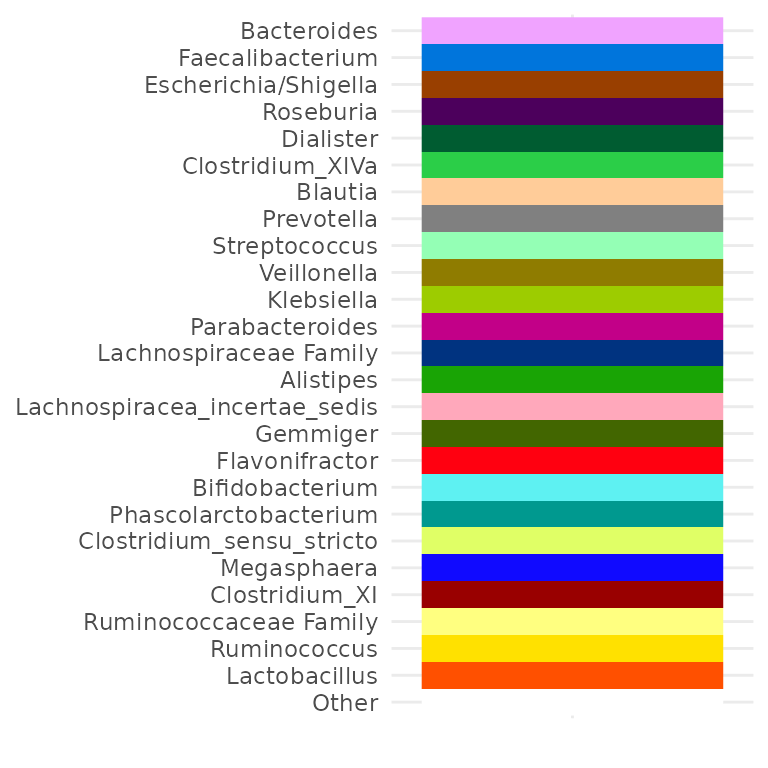 Bacteroides
Faecalibacterium
Escherichia/Shigella
Roseburia
Dialister
Clostridium_XlVa
Blautia
Prevotella
Streptococcus
Veillonella
Klebsiella
Parabacteroides
Lachnospiraceae Family
Alistipes
Lachnospiracea_incertae_sedis
Gemmiger
Flavonifractor
Bifidobacterium
Phascolarctobacterium
Clostridium_sensu_stricto
Megasphaera
Clostridium_XI
Ruminococcaceae Family
Ruminococcus
Lactobacillus
Other